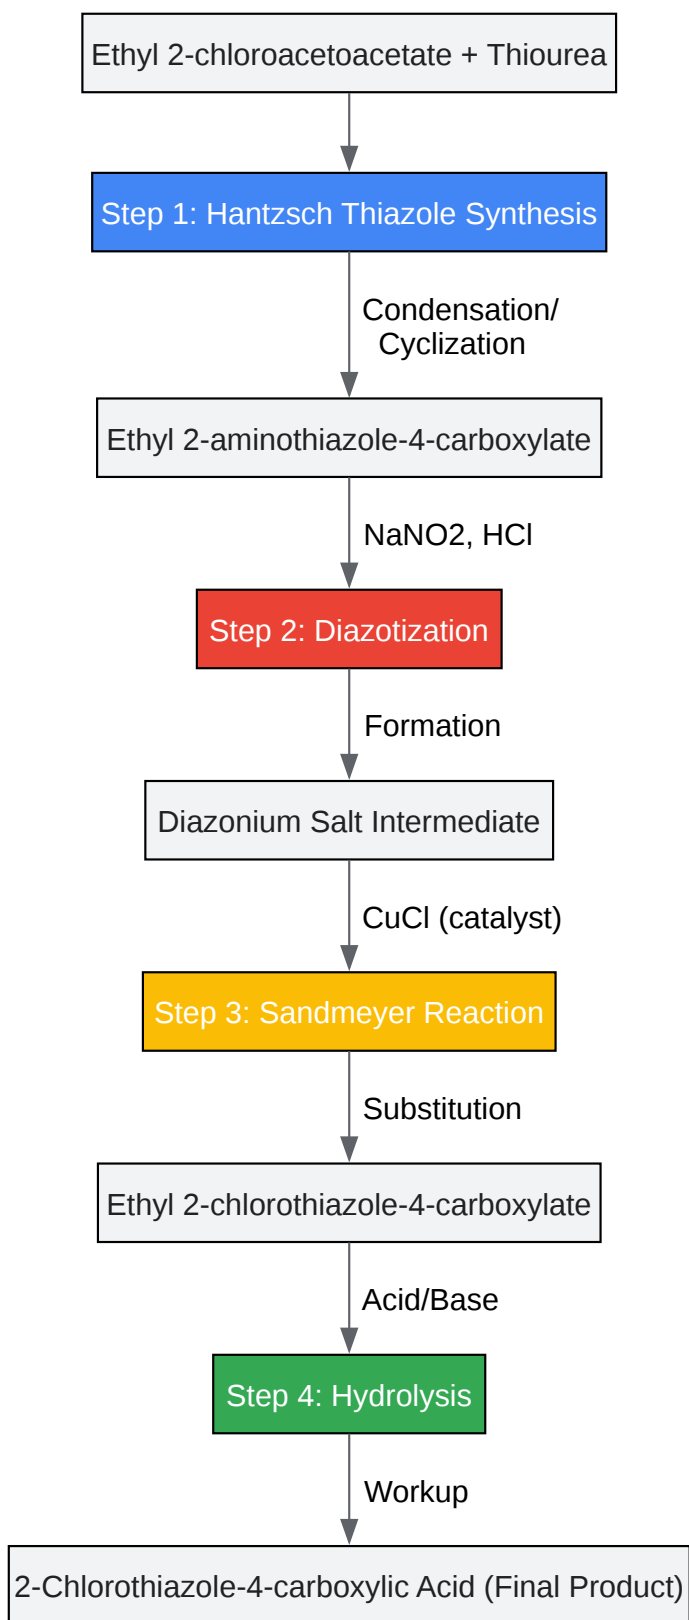 Ethyl 2-chloroacetoacetate + Thiourea
Step 1: Hantzsch Thiazole Synthesis
Condensation/
Cyclization
Ethyl 2-aminothiazole-4-carboxylate
NaNO2, HCl
Step 2: Diazotization
Formation
Diazonium Salt Intermediate
CuCl (catalyst)
Step 3: Sandmeyer Reaction
Substitution
Ethyl 2-chlorothiazole-4-carboxylate
Acid/Base
Step 4: Hydrolysis
Workup
2-Chlorothiazole-4-carboxylic Acid (Final Product)